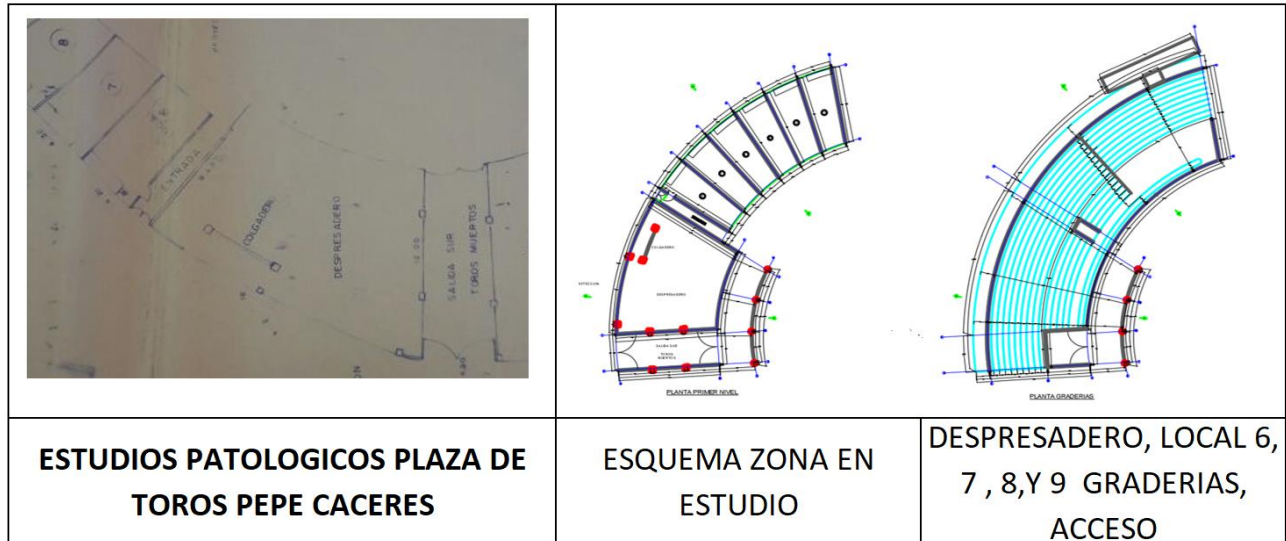 8
7
ENTRADA
COLGADERO
DESPRESADERO
SALIDA SUR
TOROS MUERTOS
COLGADERO
DESPRESADERO
SALIDA SUR
TOROS
MUERTOS
PLANTA PRIMER NIVEL
PLANTA GRADERIAS
ESTUDIOS PATOLOGICOS PLAZA DE
TOROS PEPE CACERES
ESQUEMA ZONA EN
ESTUDIO
DESPRESADERO, LOCAL 6,
7 , 8,Y 9 GRADERIAS,
ACCESO